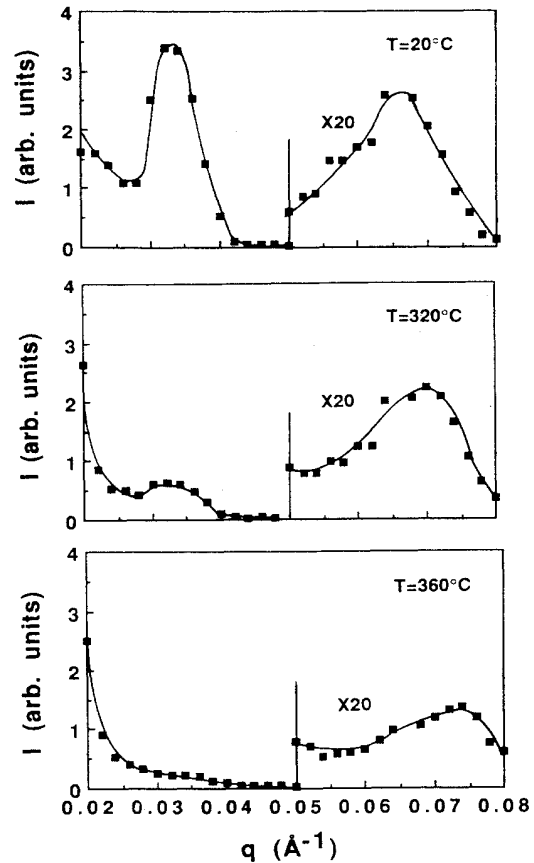 4
3
2
1
0
I (arb. units)
T=20°C
X20
4
3
2
1
0
I (arb. units)
T=320°C
X20
4
3
2
1
0
I (arb. units)
T=360°C
X20
0.02 0.03 0.04 0.05 0.06 0.07 0.08
q (Å⁻¹)